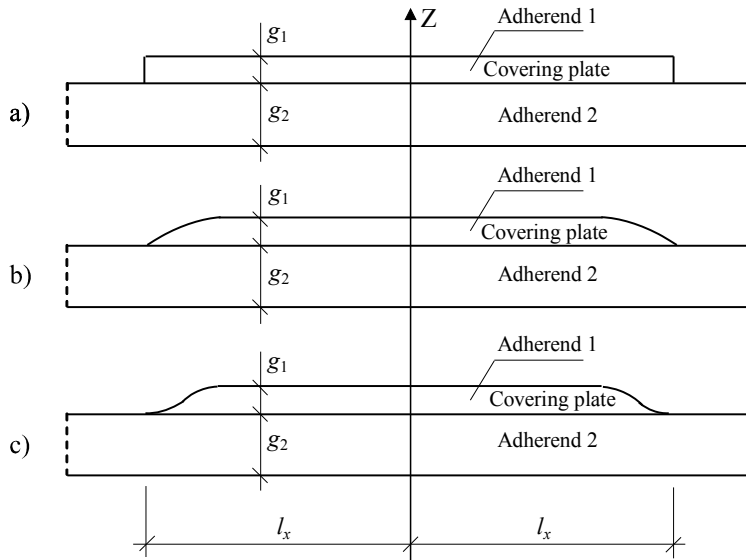 Z
Adherend 1
g1
Covering plate
a)
g2
Adherend 2
Adherend 1
g1
Covering plate
b)
g2
Adherend 2
Adherend 1
g1
Covering plate
c)
g2
Adherend 2
lx
lx